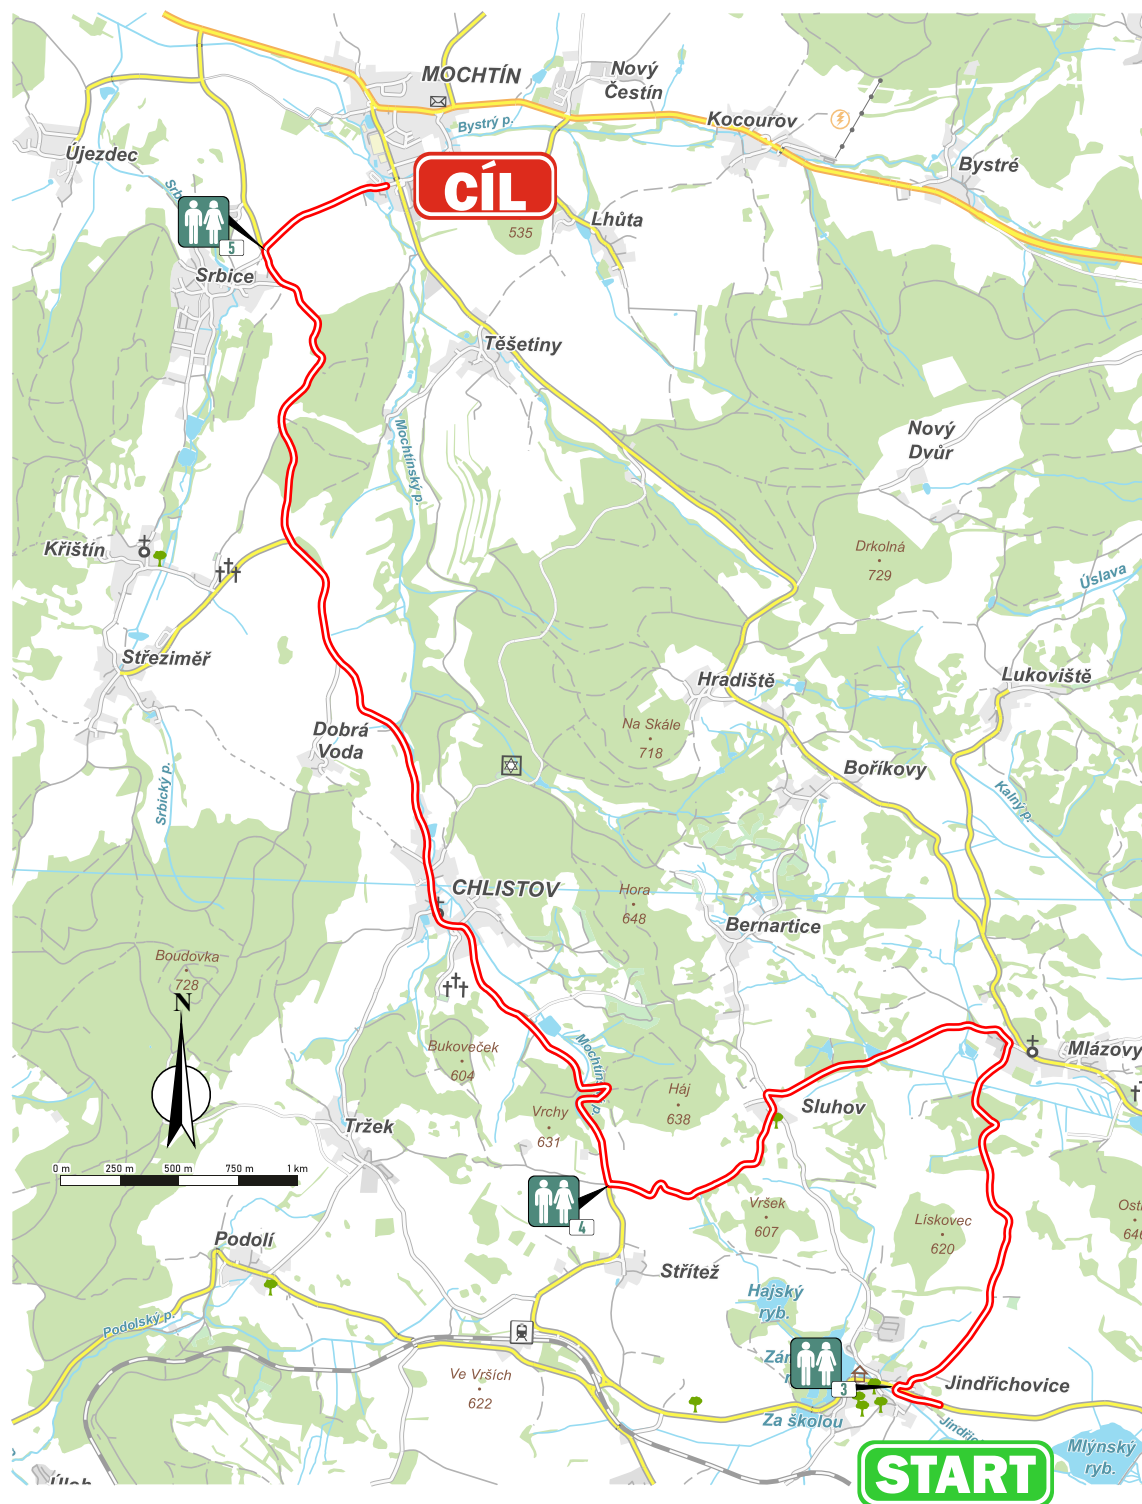 MOCHTÍN
Nový
Čestín
Kocourov
Bystrý p.
Újezdec
Bystré
CÍL
Lhůta
535
5
Srbice
Těšetiny
Nový
Dvůr
Mochtínský p.
Křištín
Drkolná
729
Úslava
Střeziměř
Hradiště
Lukoviště
Na Skále
718
Dobrá
Voda
Boříkovy
Srbický p.
Kalný p.
CHLISTOV
Hora
648
Bernartice
Boudovka
728
N
Bukoveček
604
Mlázovy
Háj
638
Vrchy
631
Sluhov
Tržek
0 m 250 m 500 m 750 m 1 km
4
Vršek
607
Lískovec
620
Podolí
Střítež
Hajský
ryb.
Podolský p.
Ve Vrších
622
3
Jindřichovice
Za školou
Mlýnský
ryb.
START